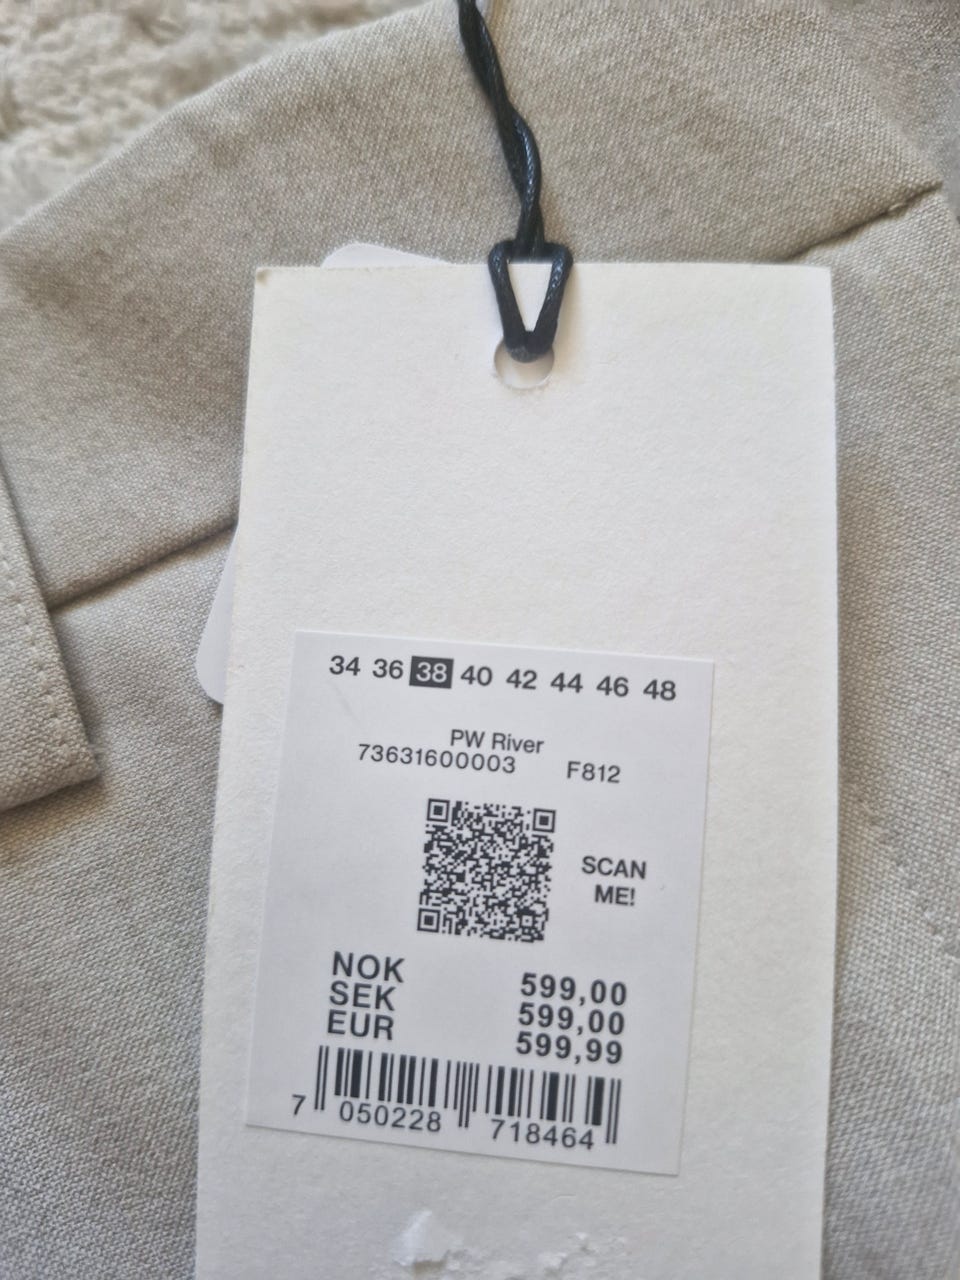 34 36 38 40 42 44 46 48
PW River
73631600003 F812
SCAN
ME!
NOK 599,00
SEK 599,00
EUR 599,99
7 050228 718464